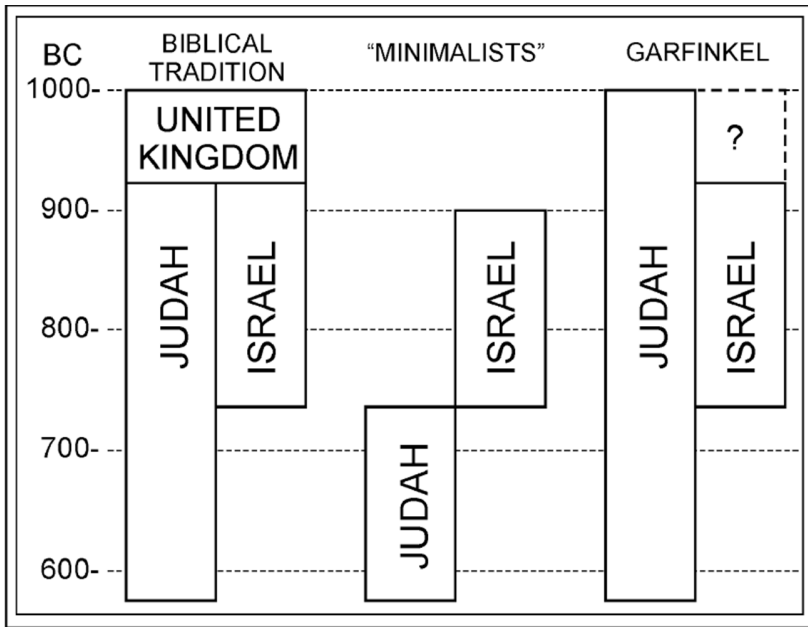 BC
BIBLICAL
TRADITION
“MINIMALISTS”
GARFINKEL
1000-
UNITED
KINGDOM
?
900-
JUDAH
ISRAEL
ISRAEL
JUDAH
ISRAEL
800-
700-
JUDAH
600-